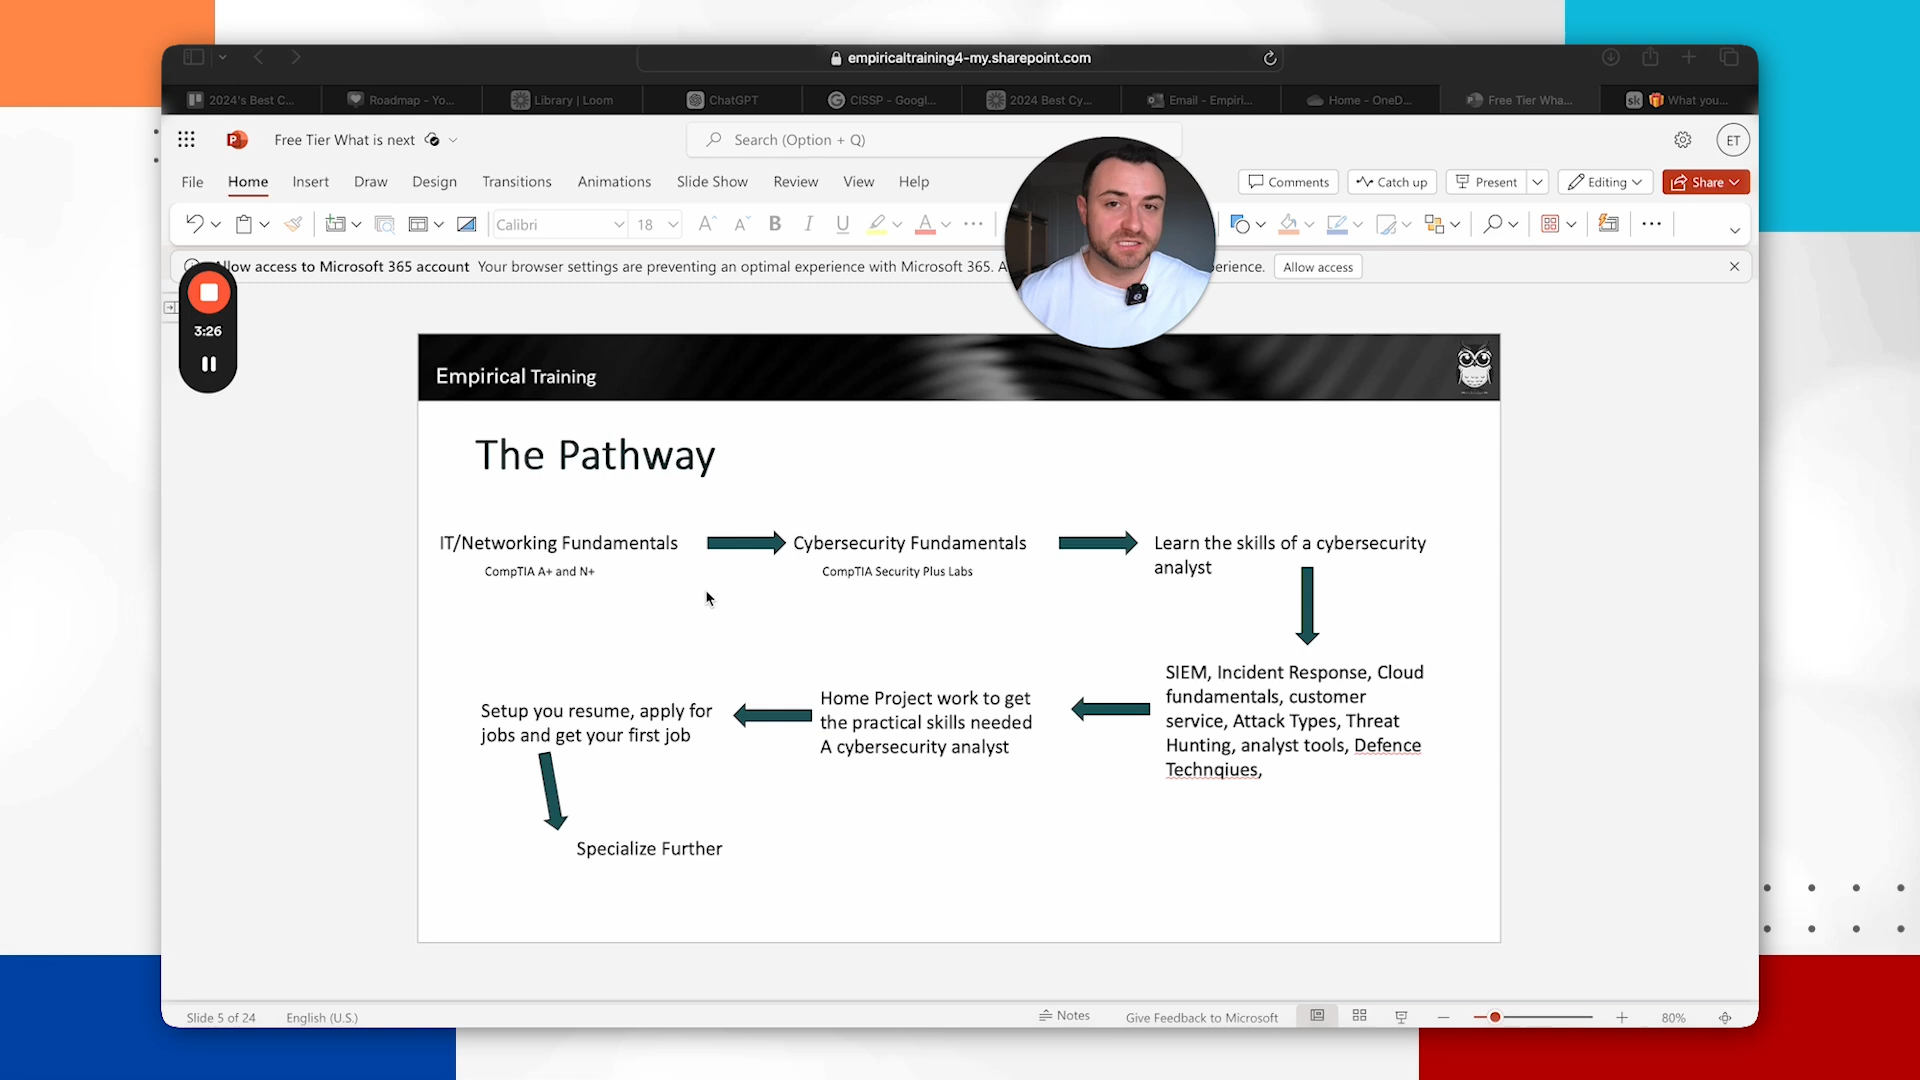 empiricaltraining4-my.sharepoint.com
2024's Best C...
Roadmap - Yo...
Library | Loom
ChatGPT
CISSP - Googl...
2024 Best Cy...
Email - Empiri...
Home - OneD...
Free Tier Wha...
sk
What you...
Free Tier What is next
Search (Option + Q)
ET
File
Home
Insert
Draw
Design
Transitions
Animations
Slide Show
Review
View
Help
Comments
Catch up
Present
Editing
Share
Calibri
18
llow access to Microsoft 365 account Your browser settings are preventing an optimal experience with Microsoft 365. A
erience.
Allow access
3:26
Empirical Training
The Pathway
IT/Networking Fundamentals
CompTIA A+ and N+
Cybersecurity Fundamentals
CompTIA Security Plus Labs
Learn the skills of a cybersecurity
analyst
SIEM, Incident Response, Cloud
fundamentals, customer
service, Attack Types, Threat
Hunting, analyst tools, Defence
Technqiues,
Home Project work to get
the practical skills needed
A cybersecurity analyst
Setup you resume, apply for
jobs and get your first job
Specialize Further
Slide 5 of 24
English (U.S.)
Notes
Give Feedback to Microsoft
80%